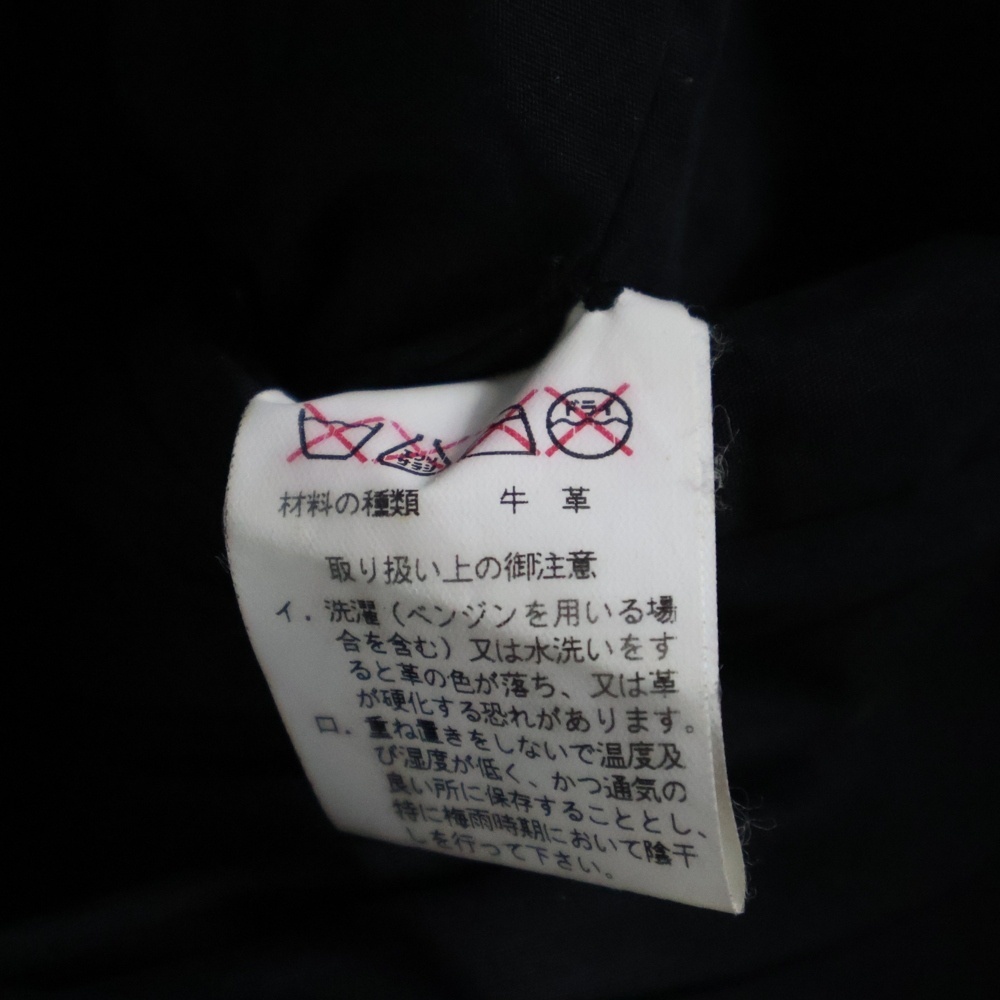 ドライ
エンソ
サラシ
材料の種類 牛 革
取り扱い上の御注意
イ．洗濯（ベンジンを用いる場
合を含む）又は水洗いをす
ると革の色が落ち、又は革
が硬化する恐れがあります。
ロ．重ね置きをしないで温度及
び湿度が低く、かつ通気の
良い所に保存することとし、
特に梅雨時期において陰干
しを行って下さい。